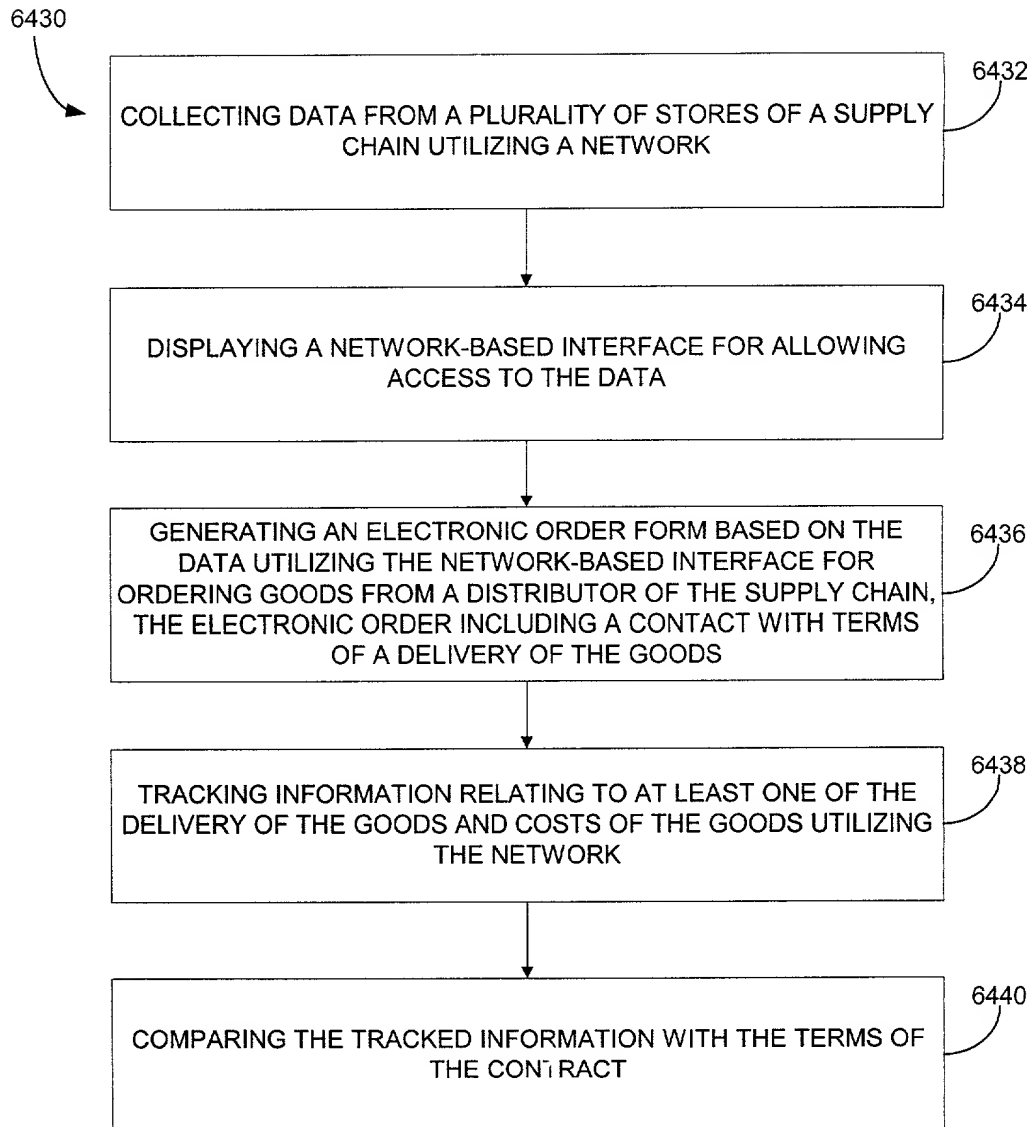 6430
6432
COLLECTING DATA FROM A PLURALITY OF STORES OF A SUPPLY
CHAIN UTILIZING A NETWORK
6434
DISPLAYING A NETWORK-BASED INTERFACE FOR ALLOWING
ACCESS TO THE DATA
GENERATING AN ELECTRONIC ORDER FORM BASED ON THE
DATA UTILIZING THE NETWORK-BASED INTERFACE FOR
ORDERING GOODS FROM A DISTRIBUTOR OF THE SUPPLY CHAIN,
THE ELECTRONIC ORDER INCLUDING A CONTACT WITH TERMS
OF A DELIVERY OF THE GOODS
6436
6438
TRACKING INFORMATION RELATING TO AT LEAST ONE OF THE
DELIVERY OF THE GOODS AND COSTS OF THE GOODS UTILIZING
THE NETWORK
6440
COMPARING THE TRACKED INFORMATION WITH THE TERMS OF
THE CONTRACT